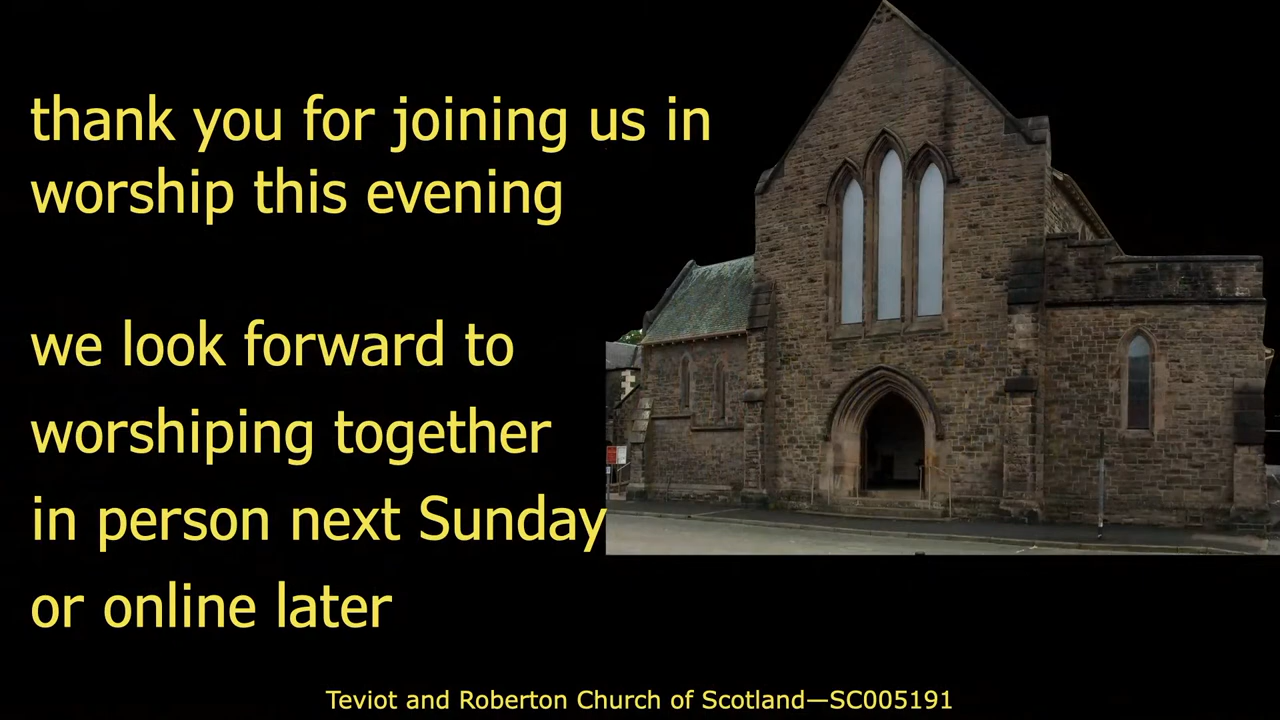 thank you for joining us in
worship this evening
we look forward to
worshiping together
in person next Sunday
or online later
Teviot and Roberton Church of Scotland—SC005191